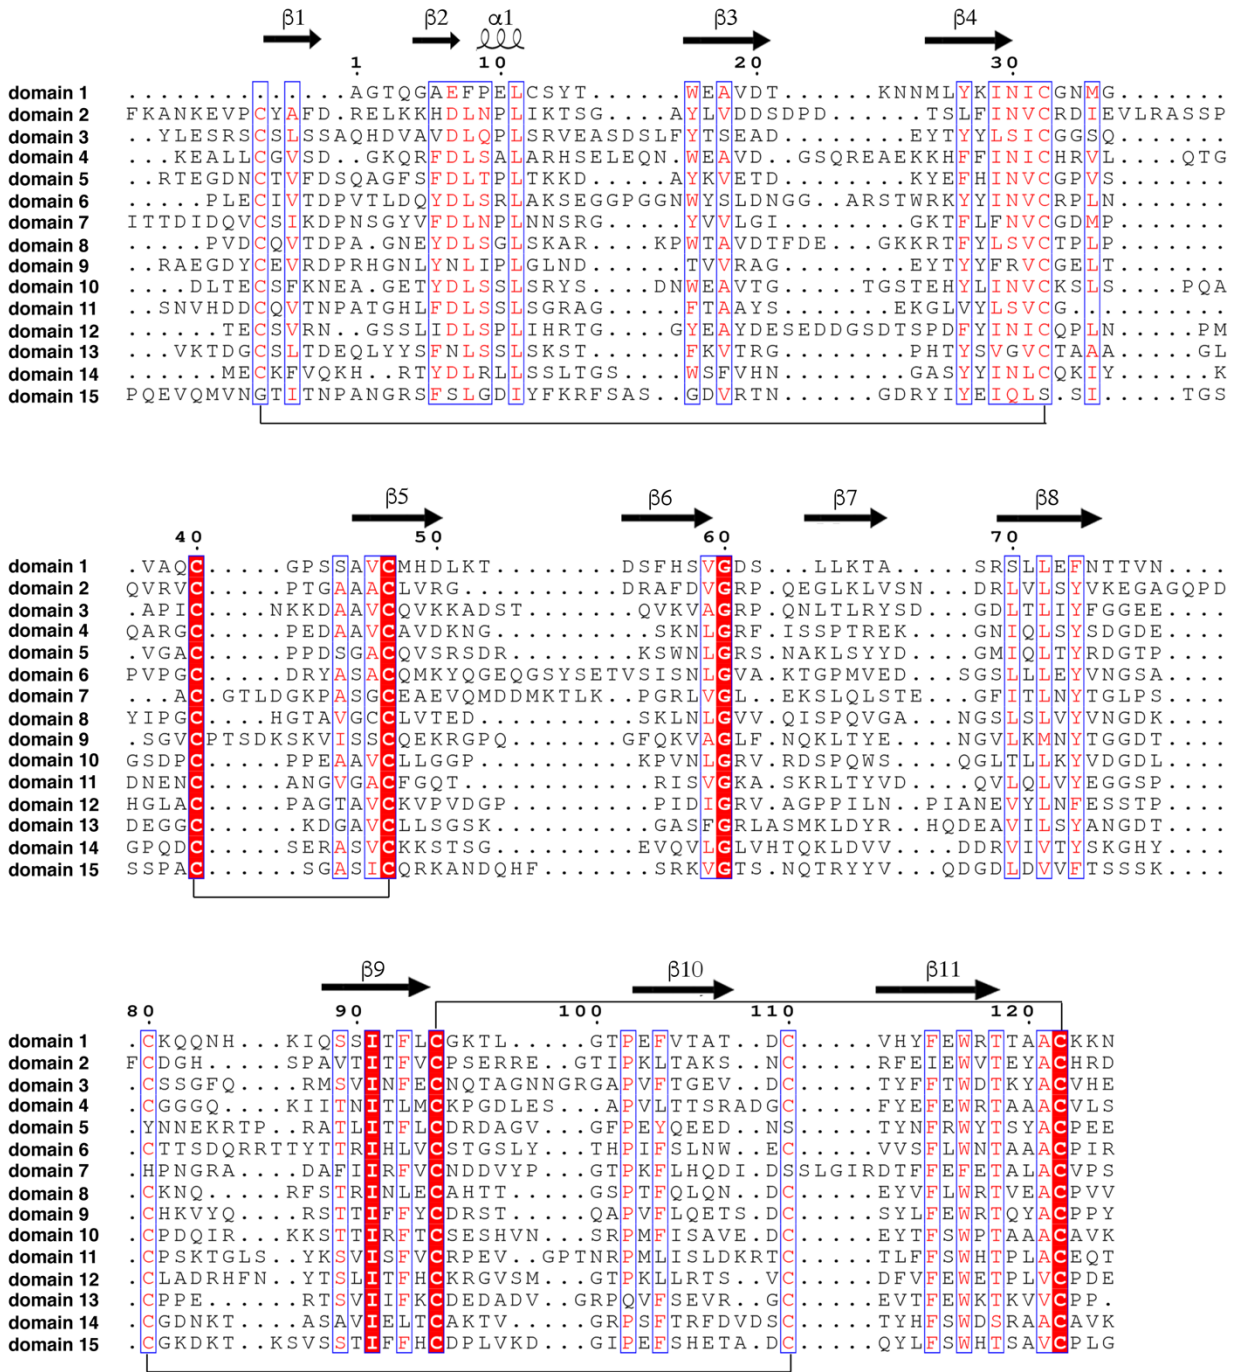 β1 β2 α1 β3 β4
1 10 20 30
domain 1 ................AGTQGAEFPELCSYT........WEAVDT.......KNNMLYKINICGNMG........
domain 2 FKANKEVPCYAFD.RELKKHDLNPLIKTSG....AYLVDDSDPD.......TSLFINVCRDIEVLRASSP
domain 3 ..YLESRSCSLSSAQHDVAVDLQPLSRVEASDSLFYTSEAD........EYTYYLSICGGSQ........
domain 4 ...KEALLCGVSD..GKQRFDLSALARHSELEQN.WEAVD..GSQREAEKKHFFINICHRVL....QTG
domain 5 ..RTEGDNCTVFDSQAGFSFDLTPLTKKD.....AYKVETD........KYEFHINVCGPVS........
domain 6 .....PLECIVTDPVTLDQYDLSRLAKSEGGPGGNWYSLDNGG..ARSTWRKYYINVCRPLN........
domain 7 ITTDIDQVCSIKDPNSGYVFDLNPLNNSRG.....YVVLGI........GKTFLFNVCGDMP........
domain 8 .....PVDCQVTDPA.GNEYDLSGLSKAR....KPWTAVDTFDE....GKKRTFYLSVCTPLP........
domain 9 ..RAEGDYCEVRDPRHGNLYNLIPLGLND......TVVRAG........EYTYYFRVCGELT........
domain 10 ....DLTECSFKNEA.GETYDLSSLSRYS....DNWEAVTG......TGSTEHYLINVCKSLS....PQA
domain 11 ..SNVHDDCQVTNPATGHLFDLSSLSGRAG.....FTAAYS........EKGLVYLSVCG..........
domain 12 ......TECSVRN..GSSLIDLSPLIHRTG....GYEAYDESEDDGSDTSPDFYINICQPLN.....PM
domain 13 ...VKTDGCSLTDEQLYYSFNLSSLSKST......FKVTRG........PHTYSVGVCTAAA.....GL
domain 14 ......MECKFVQKH..RTYDLRLLSSLTGS....WSFVHN........GASYYINLCQKIY......K
domain 15 PQEVQMVNGTITNPANGRSFSLGDIYFKRFSAS..GDVRTN.......GDRYIYEIQLS.SI.....TGS
β5 β6 β7 β8
40 50 60 70
domain 1 .VAQC......GPSSAVCMHDLKT........DSFHSVGDS...LLKTA.....SRSLLEFNTTVN....
domain 2 QVRVC......PTGAAACLVRG..........DRAFDVGRP.QEGLKLVSN...DRLVLSYVKEGAGQPD
domain 3 .APIC....NKKDAAVCQVKKADST.......QVKVAGRP.QNLTLRYSD....GDLTLIYFGGEE....
domain 4 QARGC.....PEDAAVCAVDKNG..........SKNLGRF.ISSPTREK....GNIQLSYSDGDE....
domain 5 .VGAC.....PPDSGACQVSRSDR.........KSWNLGRS.NAKLSYYDD....GMIQLTYRDGTP....
domain 6 PVPGC.....DRYASACQMKYQGEQGSYSETVSISNLGVA.KTGPMVED....SGSLLLEYVNGSA....
domain 7 ...A.CGTLDGKPASGCEAEVQMDDMKTLK..PGRLVGL..EKSLQLSTE....GFITLNYTGLPS....
domain 8 YIPGC....HGTAVGCCLVTED..........SKLNLGVV.QISPQVGA....NGSLSLVYVNGDK....
domain 9 .SGVCPTSDKSKVISSCQEKRGPQ........GFQKVAGLF.NQKLTYE.....NGVLKMNYTGGDT....
domain 10 GSDPC......PPEAAVCLLGGP..........KPVNLGRV.RDSPQWS....QGLTLLKYVDGDL....
domain 11 DNENC......ANGVGACFGQT............RISVGKA.SKRLTYVD.....QVLQLVYEGGSP....
domain 12 HGLAC......PAGTAVCKVPVDGP.........PIDIGRV.AGPPILN..PIANEVYLNFESSTP....
domain 13 DEGGC......KDGAVCLLSGSK...........GASFGRLASMKLDYR..HQDEAVILSYANGDT....
domain 14 GPQDC......SERASVCKKSTSG..........EVQVLGLVHTQKLDVV....DDRVIVTYSKGHY....
domain 15 SSPAC......SGASICQRKANDQHF........SRKVGTS.NQTRYYV...QDGDLDVVFTSSSK....
β9 β10 β11
80 90 100 110 120
domain 1 .CKQQNH....KIQSSITFLCGKTL.....GTPEFVTAT..DC......VHYFEWRTTAACKKN
domain 2 FCDGH......SPAVTITFVCPSERRE..GTIPKLTAKS..NC......RFEIEWVTEYACHRD
domain 3 .CSSGFQ....RMSVINFECNQTAGNNGRGAPVFTGEV..DC......TYFFTWDTKYACVHE
domain 4 .CGGGQ.....KIITNITLMCKPGDLES...APVLTTSRADGC.....FYEFEWRTAAACVLS
domain 5 .YNNEKRTP..RATLITFLCDRDAGV...GFPEYQEED..NS......TYNFRWYTSYACPEE
domain 6 .CTTSDQRRTTYTTRIHLVCSTGSLY....THPIFSLNW..EC......VVSFLWNTAAACPIR
domain 7 .HPNGRA....DAFIIRFVCNDDVYP....GTPKFLHQDI.DSSLGIRDTFFEFETALACVPS
domain 8 .CKNQ......RFSTRINLECAHTT.....GSPTFQLQN..DC......EYVFLWRTVEACPVV
domain 9 .CHKVYQ....RSTTIFFYCDRST......QAPVFLQETS.DC......SYLFEWRTQYACPPY
domain 10 .CPDQIR....KKSTTIRFTCSESHVN...SRPMFISAVE.DC......EYTFSWPTAAACAVK
domain 11 .CPSKTGLS..YKSVISFVCRPEV..GPTNRPMLISLDKRTC......TLFFSWHTPLACEQT
domain 12 .CLADRHFN..YTSLITFHCKRGVSM....GTPKLLRTS..VC......DFVFEWETPLVCPDE
domain 13 .CPPE......RTSVIIFKCDEDADV...GRPQVFSEVR..GC......EVTFEWKTKVVCPP.
domain 14 .CGDNKT....ASAVIELTCAKTV......GRPSFTRFDVDSC......TYHFSWDSRAACAVK
domain 15 .CGKDKT...KSVSSTIFFHCDPLVKD...GIPEFSHETA.DC......QYLFSWHTSAVCPLG